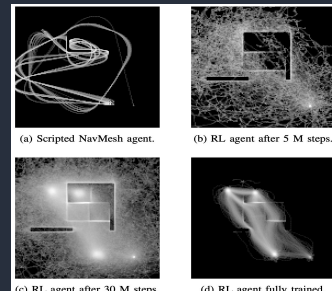 (a) Scripted NavMesh agent.
(b) RL agent after 5 M steps.
(c) RL agent after 30 M steps.
(d) RL agent fully trained.